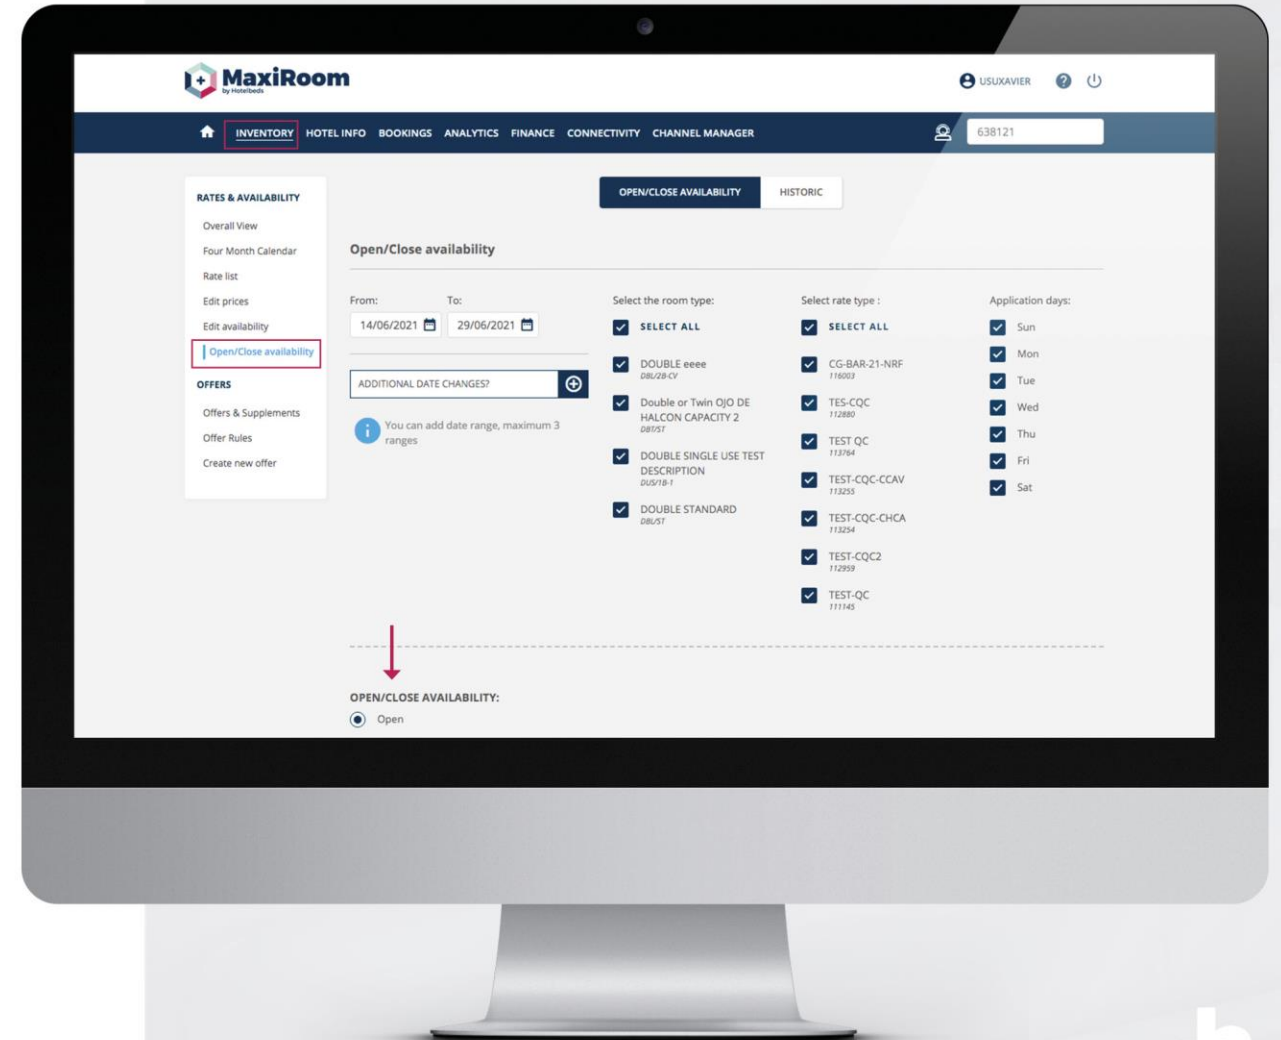 MaxiRoom
by Hotelbeds
USUXAVIER
INVENTORY HOTEL INFO BOOKINGS ANALYTICS FINANCE CONNECTIVITY CHANNEL MANAGER
638121
RATES & AVAILABILITY
Overall View
Four Month Calendar
Rate list
Edit prices
Edit availability
Open/Close availability
OFFERS
Offers & Supplements
Offer Rules
Create new offer
OPEN/CLOSE AVAILABILITY
HISTORIC
Open/Close availability
From:
To:
14/06/2021
29/06/2021
ADDITIONAL DATE CHANGES?
You can add date range, maximum 3
ranges
Select the room type:
SELECT ALL
DOUBLE eeee
DBL/2B-CV
Double or Twin OJO DE
HALCON CAPACITY 2
DBT/ST
DOUBLE SINGLE USE TEST
DESCRIPTION
DUS/1B-1
DOUBLE STANDARD
DBL/ST
Select rate type :
SELECT ALL
CG-BAR-21-NRF
116003
TES-CQC
112880
TEST QC
113764
TEST-CQC-CCAV
113255
TEST-CQC-CHCA
113254
TEST-CQC2
112959
TEST-QC
111145
Application days:
Sun
Mon
Tue
Wed
Thu
Fri
Sat
OPEN/CLOSE AVAILABILITY:
Open